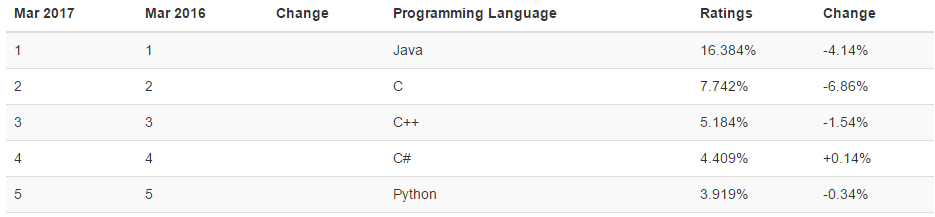 Mar 2017 Mar 2016 Change Programming Language Ratings Change
1 1 Java 16.384% -4.14%
2 2 C 7.742% -6.86%
3 3 C++ 5.184% -1.54%
4 4 C# 4.409% +0.14%
5 5 Python 3.919% -0.34%